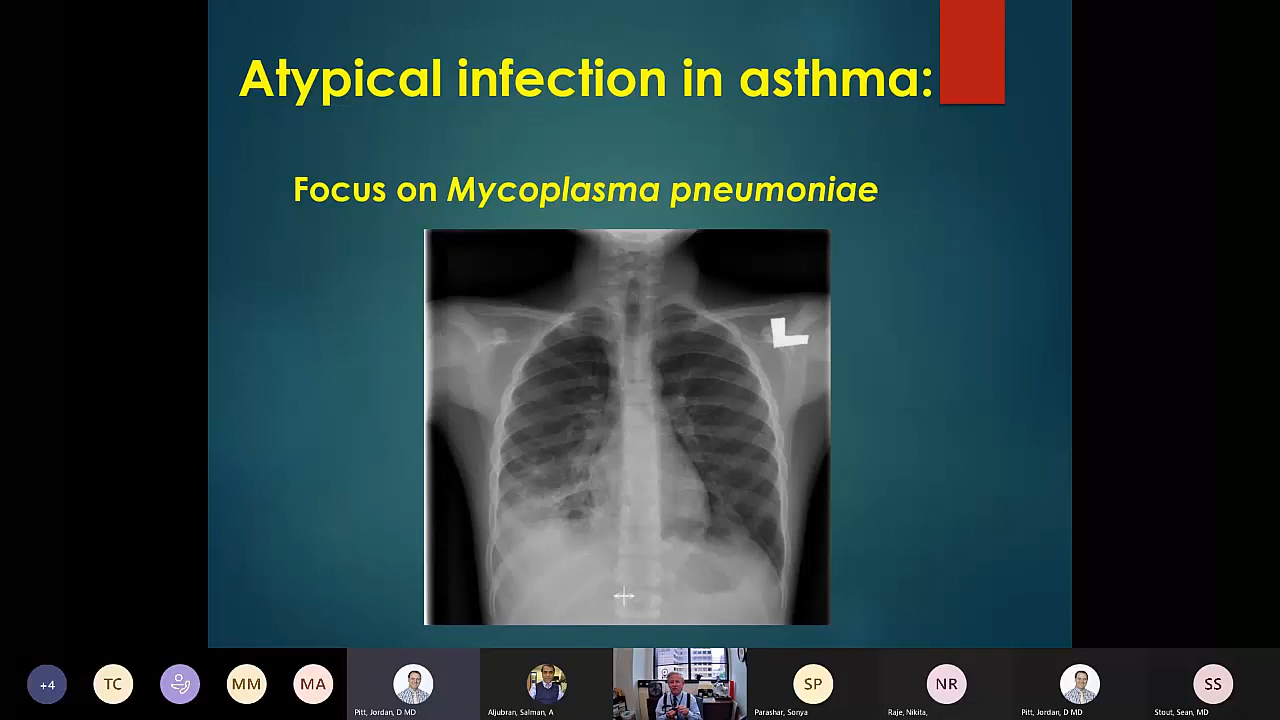 Atypical infection in asthma:
Focus on Mycoplasma pneumoniae
L
+4
TC
MM
MA
SP
NR
SS
Pitt, Jordan, D MD
Aljubran, Salman, A
Parashar, Sonya
Raje, Nikita,
Pitt, Jordan, D MD
Stout, Sean, MD